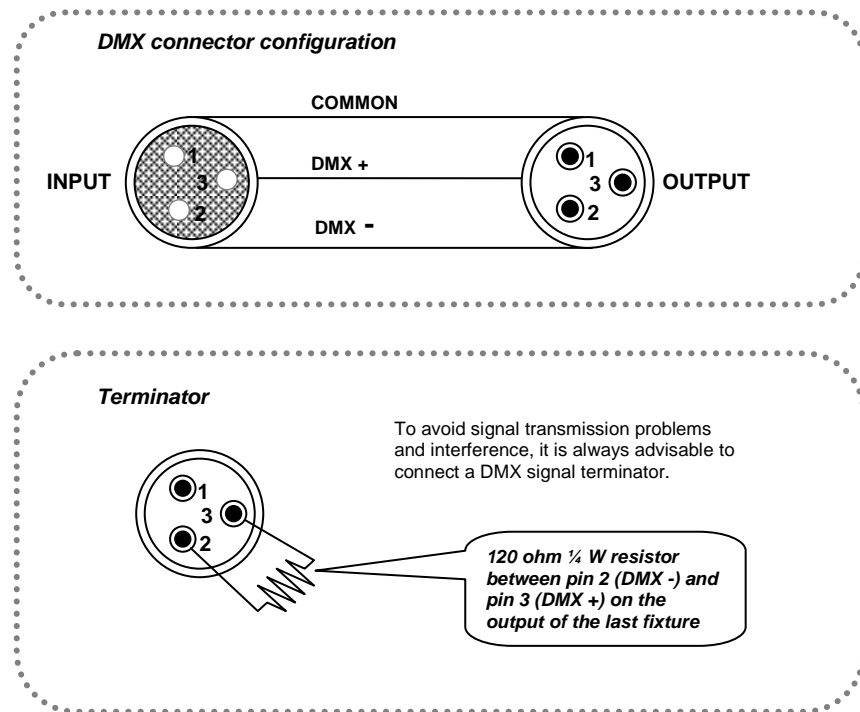 DMX connector configuration
COMMON
INPUT
1
3
2
DMX +
DMX -
1
3
2
OUTPUT
Terminator
To avoid signal transmission problems
and interference, it is always advisable to
connect a DMX signal terminator.
1
3
2
120 ohm ¼ W resistor
between pin 2 (DMX -) and
pin 3 (DMX +) on the
output of the last fixture